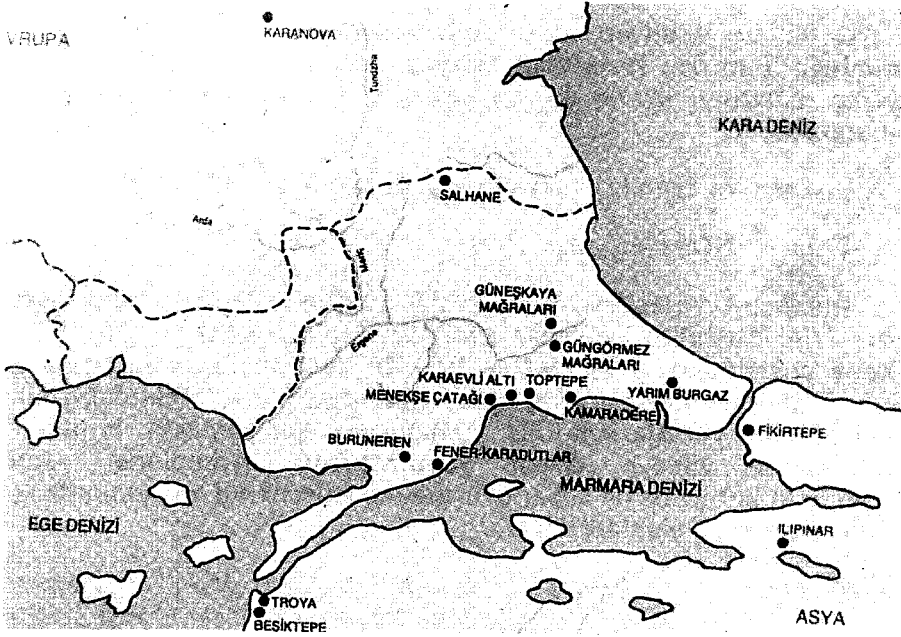 VRUPA
KARANOVA
Tundzha
KARA DENİZ
SALHANE
Arda
Meriç
GÜNEŞKAYA
MAĞRALARI
Ergene
GÜNGÖRMEZ
MAĞRALARI
KARAEVLİ ALTI
TOPTEPE
MENEKŞE ÇATAĞI
KAMARADERE
YARIM BURGAZ
FİKİRTEPE
BURUNEREN
FENER-KARADUTLAR
MARMARA DENİZİ
EGE DENİZİ
ILIPINAR
TROYA
BEŞİKTEPE
ASYA